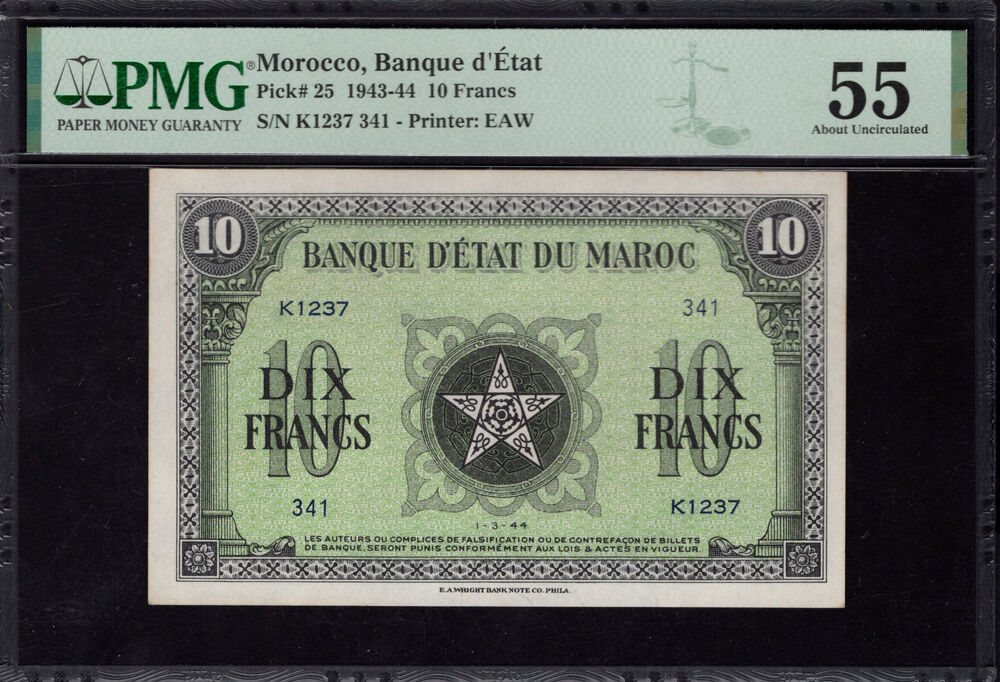 PMG®
PAPER MONEY GUARANTY
Morocco, Banque d'État
Pick# 25 1943-44 10 Francs
S/N K1237 341 - Printer: EAW
55
About Uncirculated
10
10
BANQUE D'ÉTAT DU MAROC
K1237
341
10
DIX
FRANCS
10
DIX
FRANCS
341
K1237
1-3-44
LES AUTEURS OU COMPLICES DE FALSIFICATION OU DE CONTREFAÇON DE BILLETS
DE BANQUE, SERONT PUNIS CONFORMÉMENT AUX LOIS & ACTES EN VIGUEUR.
E.A.WRIGHT BANK NOTE CO. PHILA.